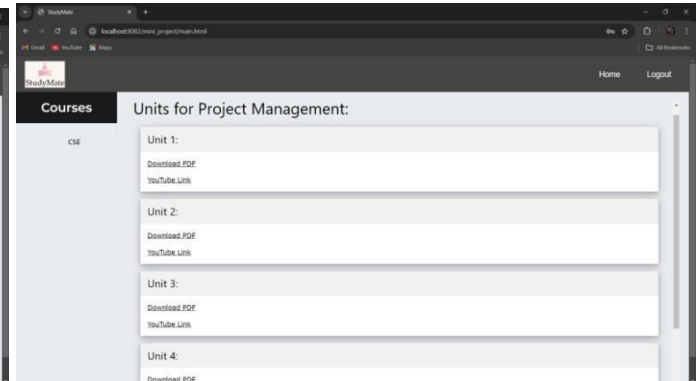 StudyMate
localhost:8082/mini_project/main.html
Gmail YouTube Maps All Bookmarks
StudyMate
Home Logout
Courses
CSE
Units for Project Management:
Unit 1:
Download PDF
YouTube Link
Unit 2:
Download PDF
YouTube Link
Unit 3:
Download PDF
YouTube Link
Unit 4:
Download PDF